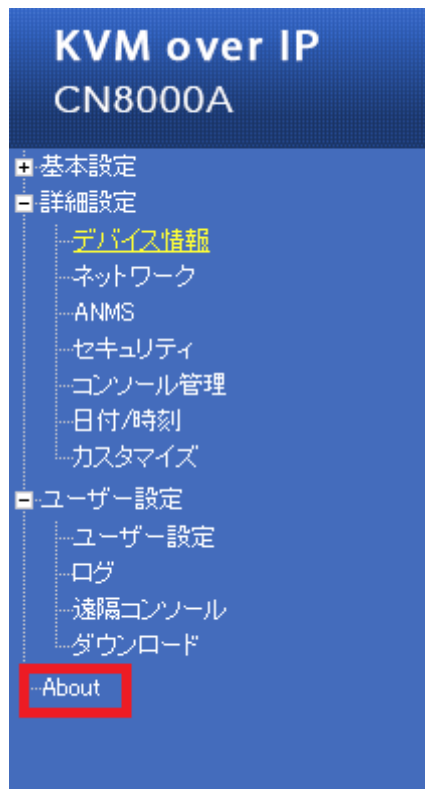 KVM over IP
CN8000A
基本設定
詳細設定
デバイス情報
ネットワーク
ANMS
セキュリティ
コンソール管理
日付/時刻
カスタマイズ
ユーザー設定
ユーザー設定
ログ
遠隔コンソール
ダウンロード
About